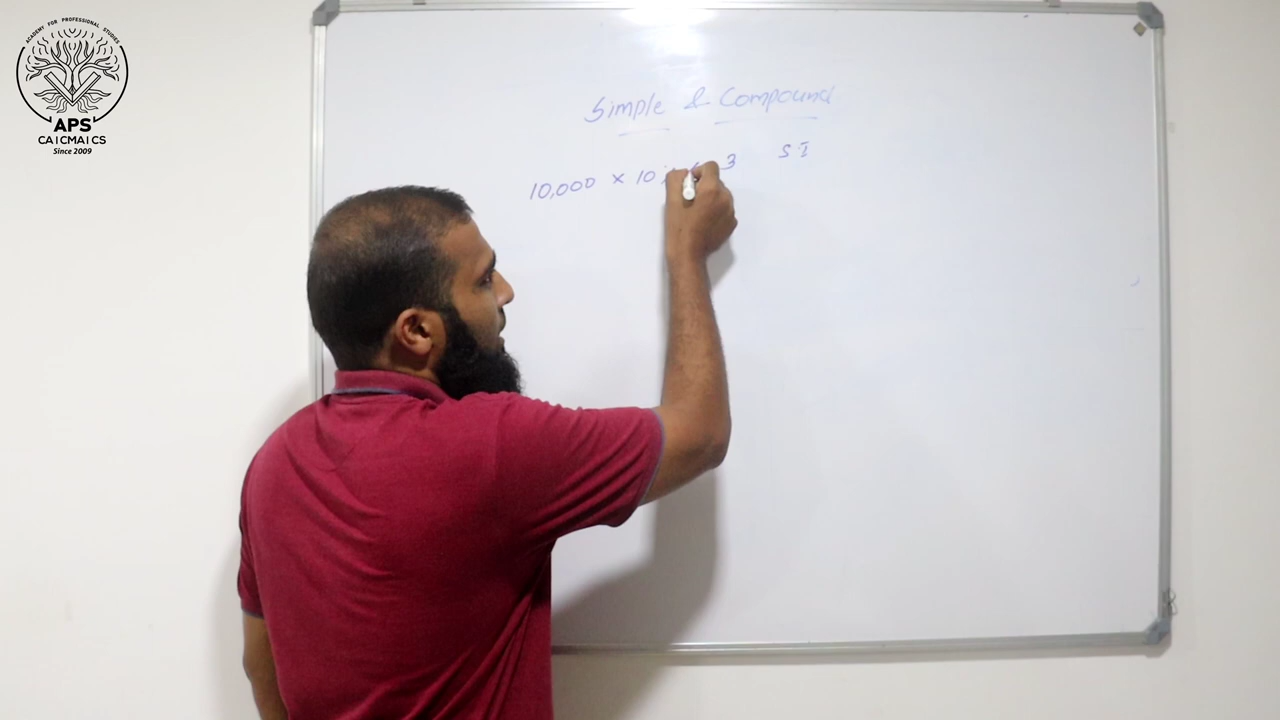 ACADEMY FOR PROFESSIONAL STUDIES
APS
CA|CMA|CS
Since 2009
Simple & Compound
10,000 × 10 3 SI